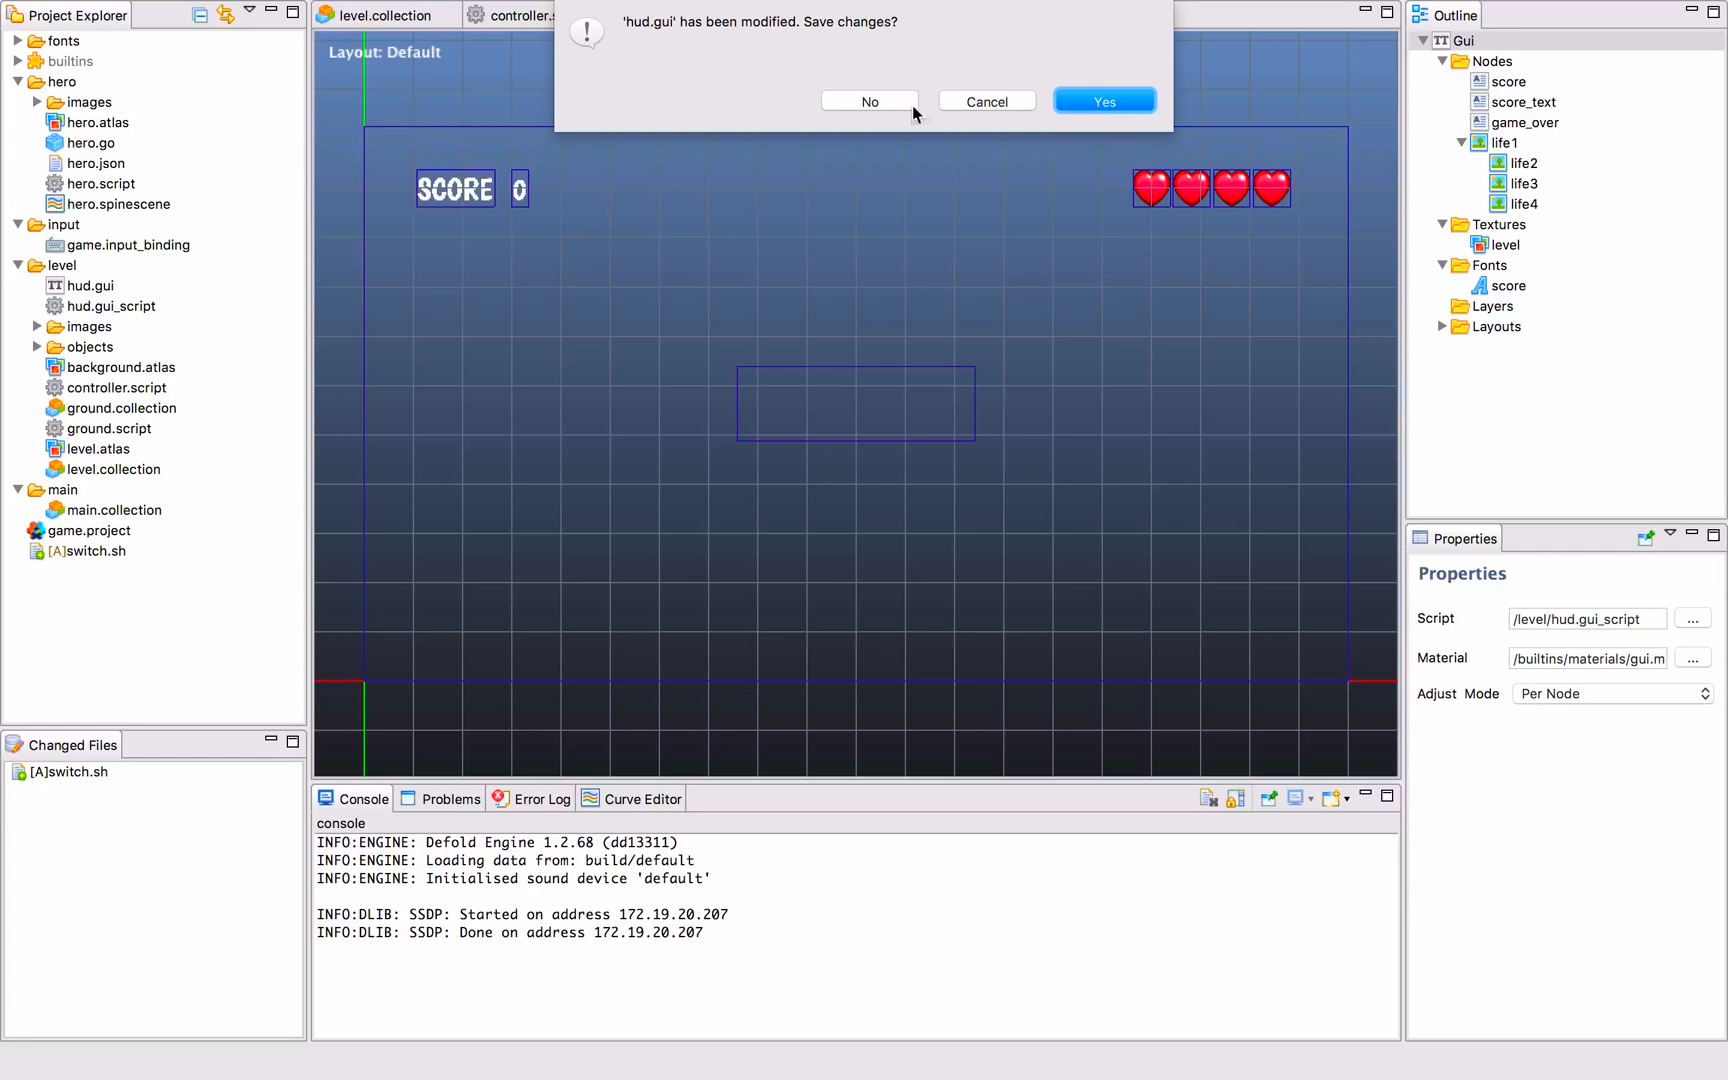 Project Explorer
fonts
builtins
hero
images
hero.atlas
hero.go
hero.json
hero.script
hero.spinescene
input
game.input_binding
level
hud.gui
hud.gui_script
images
objects
background.atlas
controller.script
ground.collection
ground.script
level.atlas
level.collection
main
main.collection
game.project
[A]switch.sh
Changed Files
[A]switch.sh
level.collection
controller.s
'hud.gui' has been modified. Save changes?
No
Cancel
Yes
Layout: Default
SCORE 0
Console
Problems
Error Log
Curve Editor
console
INFO:ENGINE: Defold Engine 1.2.68 (dd13311)
INFO:ENGINE: Loading data from: build/default
INFO:ENGINE: Initialised sound device 'default'
INFO:DLIB: SSDP: Started on address 172.19.20.207
INFO:DLIB: SSDP: Done on address 172.19.20.207
Outline
Gui
Nodes
score
score_text
game_over
life1
life2
life3
life4
Textures
level
Fonts
score
Layers
Layouts
Properties
Properties
Script /level/hud.gui_script ...
Material /builtins/materials/gui.m ...
Adjust Mode Per Node